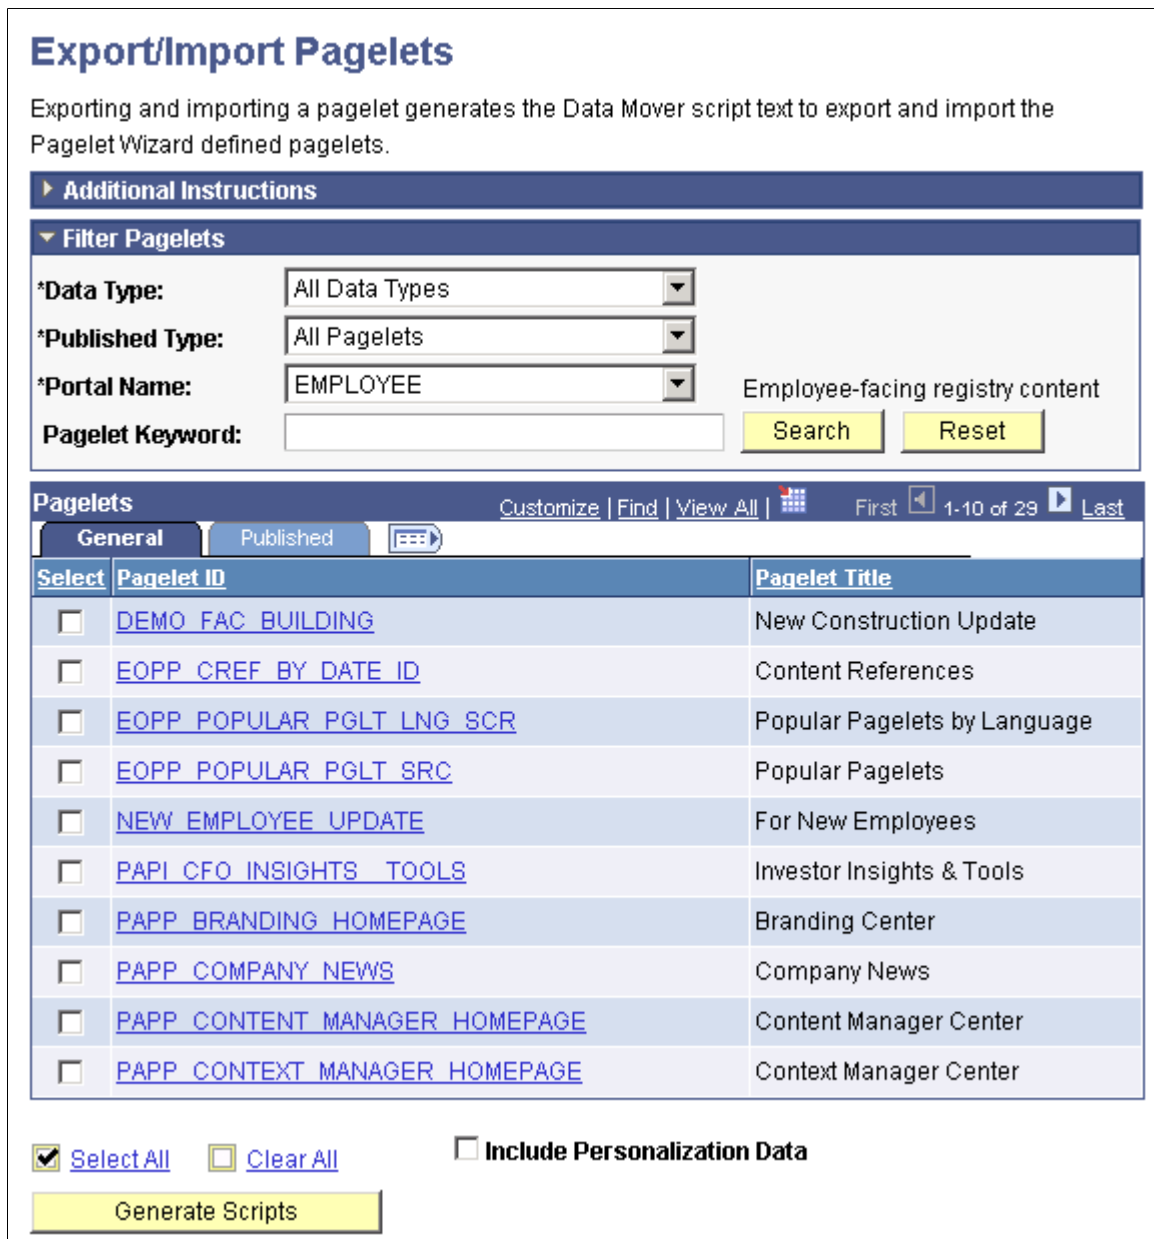 Export/Import Pagelets
Exporting and importing a pagelet generates the Data Mover script text to export and import the
Pagelet Wizard defined pagelets.
Additional Instructions
Filter Pagelets
*Data Type: All Data Types
*Published Type: All Pagelets
*Portal Name: EMPLOYEE Employee-facing registry content
Pagelet Keyword: Search Reset
Pagelets Customize | Find | View All | First 1-10 of 29 Last
General Published
Select Pagelet ID Pagelet Title
DEMO_FAC_BUILDING New Construction Update
EOPP_CREF_BY_DATE_ID Content References
EOPP_POPULAR_PGLT_LNG_SCR Popular Pagelets by Language
EOPP_POPULAR_PGLT_SRC Popular Pagelets
NEW_EMPLOYEE_UPDATE For New Employees
PAPI_CFO_INSIGHTS__TOOLS Investor Insights & Tools
PAPP_BRANDING_HOMEPAGE Branding Center
PAPP_COMPANY_NEWS Company News
PAPP_CONTENT_MANAGER_HOMEPAGE Content Manager Center
PAPP_CONTEXT_MANAGER_HOMEPAGE Context Manager Center
Select All Clear All Include Personalization Data
Generate Scripts